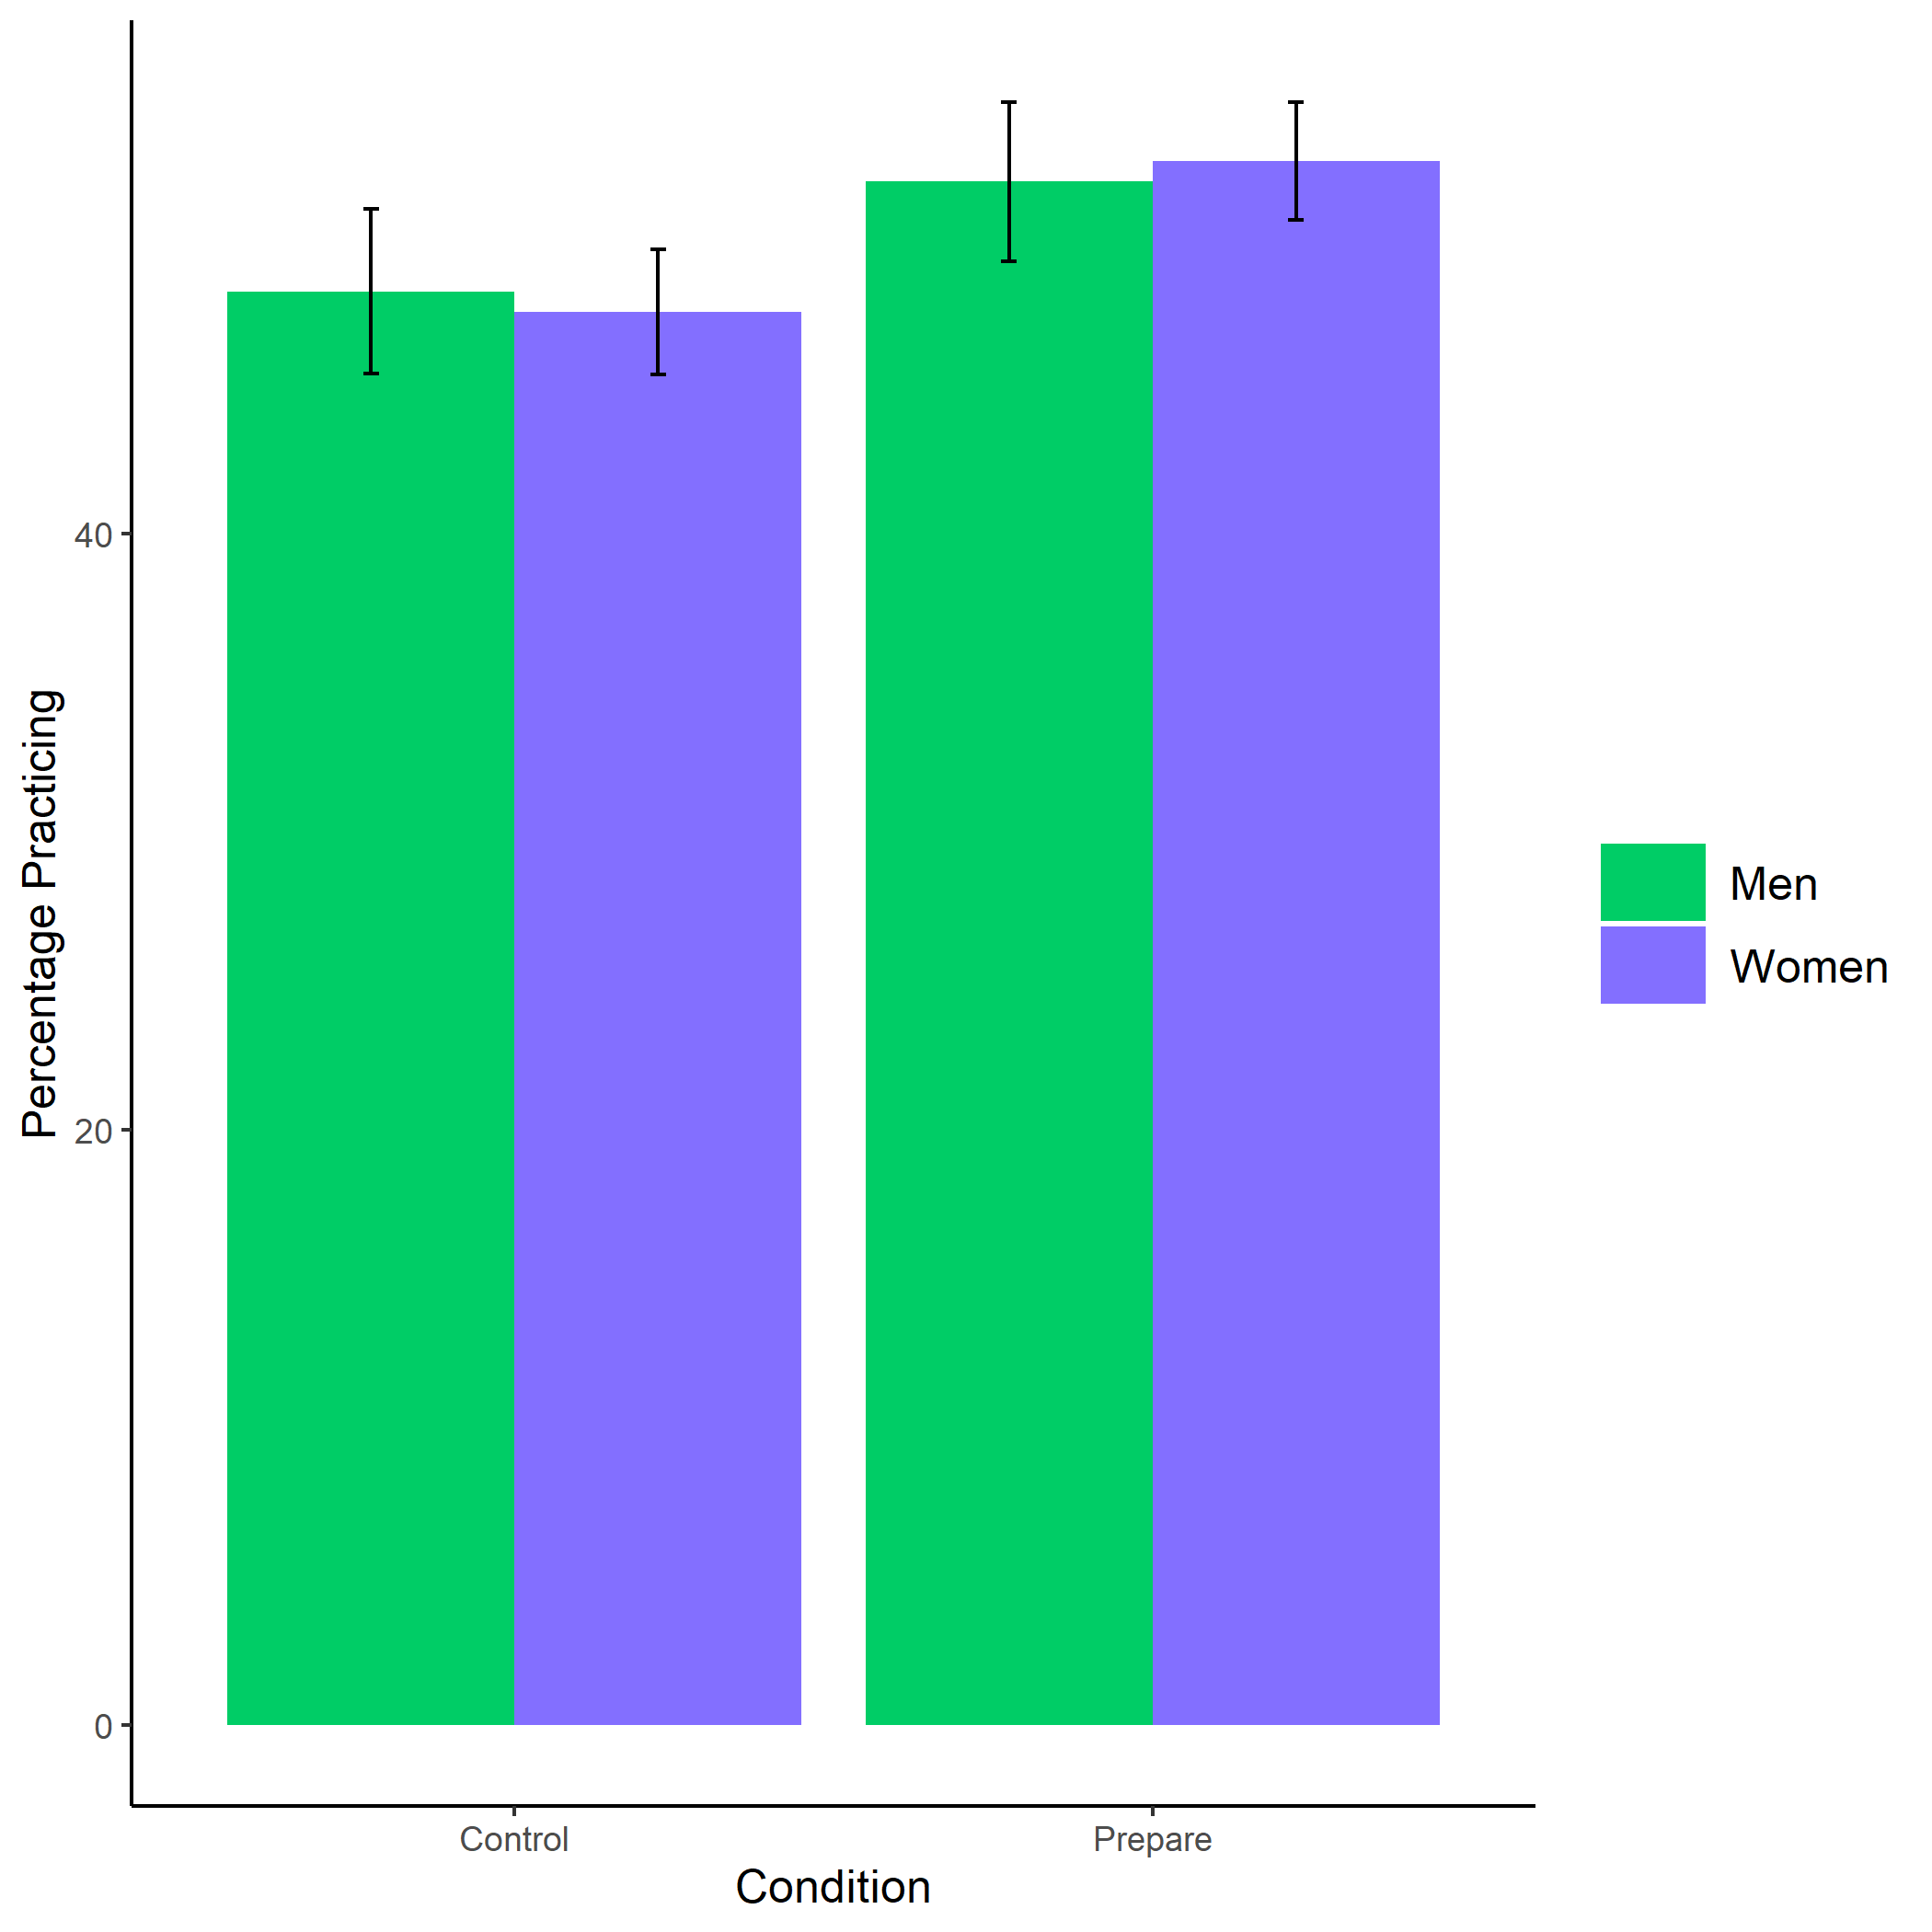 Percentage Practicing
40
20
0
Control
Prepare
Condition
Men
Women